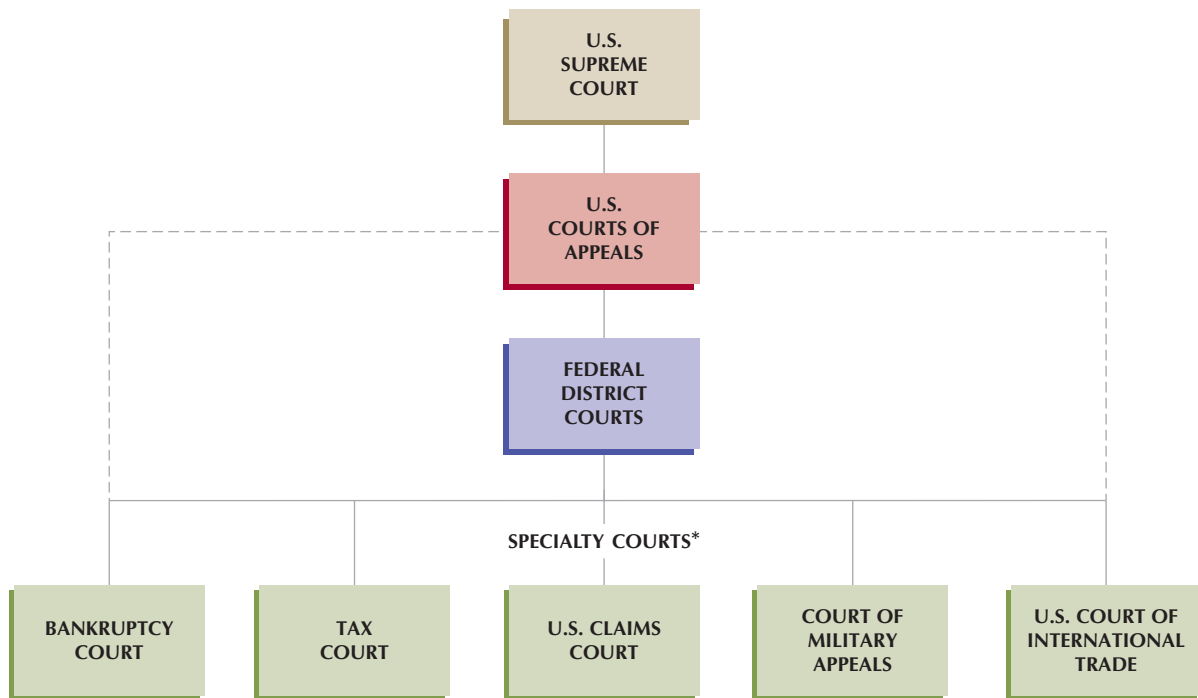 U.S.
SUPREME
COURT
U.S.
COURTS OF
APPEALS
FEDERAL
DISTRICT
COURTS
SPECIALTY COURTS*
BANKRUPTCY
COURT
TAX
COURT
U.S. CLAIMS
COURT
COURT OF
MILITARY
APPEALS
U.S. COURT OF
INTERNATIONAL
TRADE